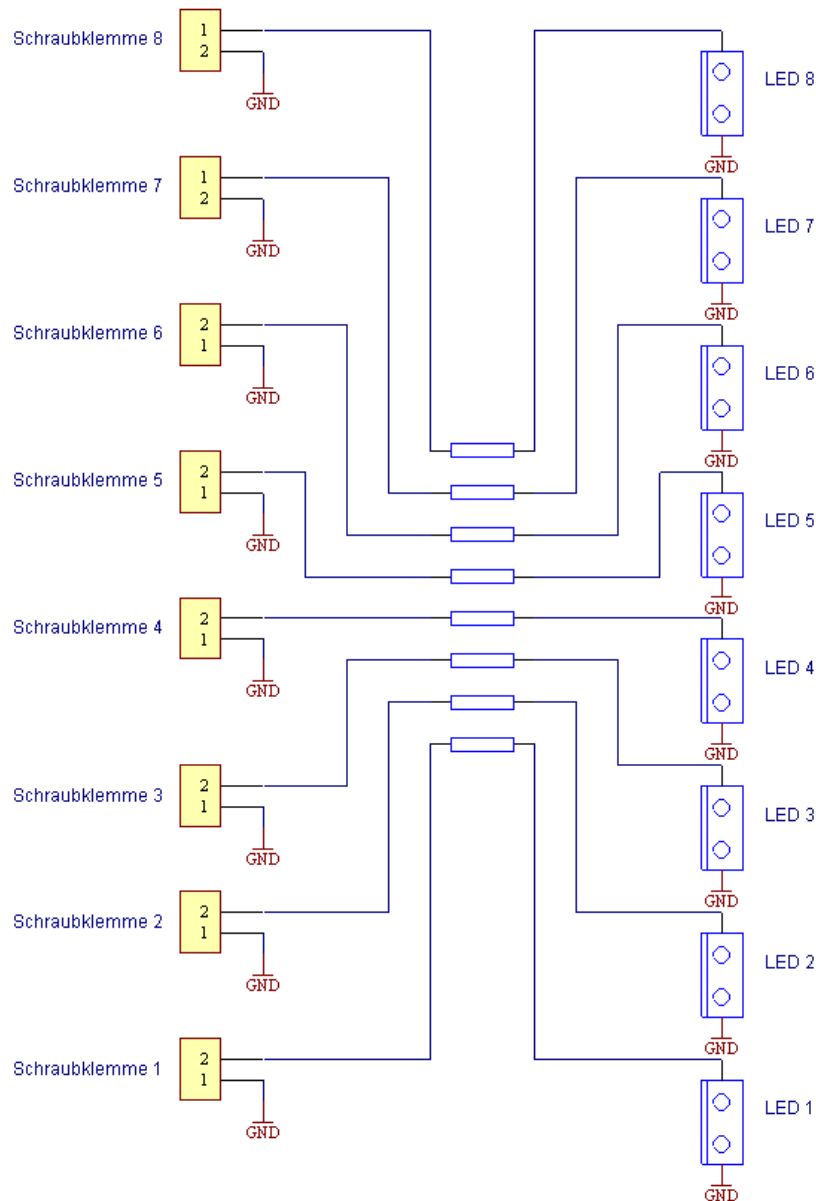 Schraubklemme 8
1
2
GND
LED 8
GND
Schraubklemme 7
1
2
GND
LED 7
GND
Schraubklemme 6
2
1
GND
LED 6
GND
Schraubklemme 5
2
1
GND
LED 5
GND
Schraubklemme 4
2
1
GND
LED 4
GND
Schraubklemme 3
2
1
GND
LED 3
GND
Schraubklemme 2
2
1
GND
LED 2
GND
Schraubklemme 1
2
1
GND
LED 1
GND